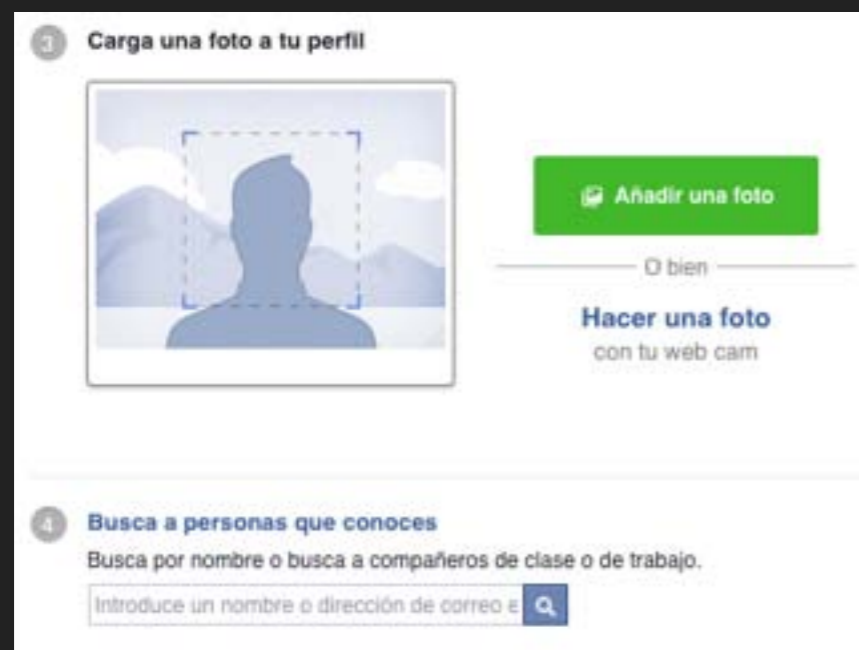 3 Carga una foto a tu perfil
Añadir una foto
O bien
Hacer una foto
con tu web cam
4 Busca a personas que conoces
Busca por nombre o busca a compañeros de clase o de trabajo.
Introduce un nombre o dirección de correo e